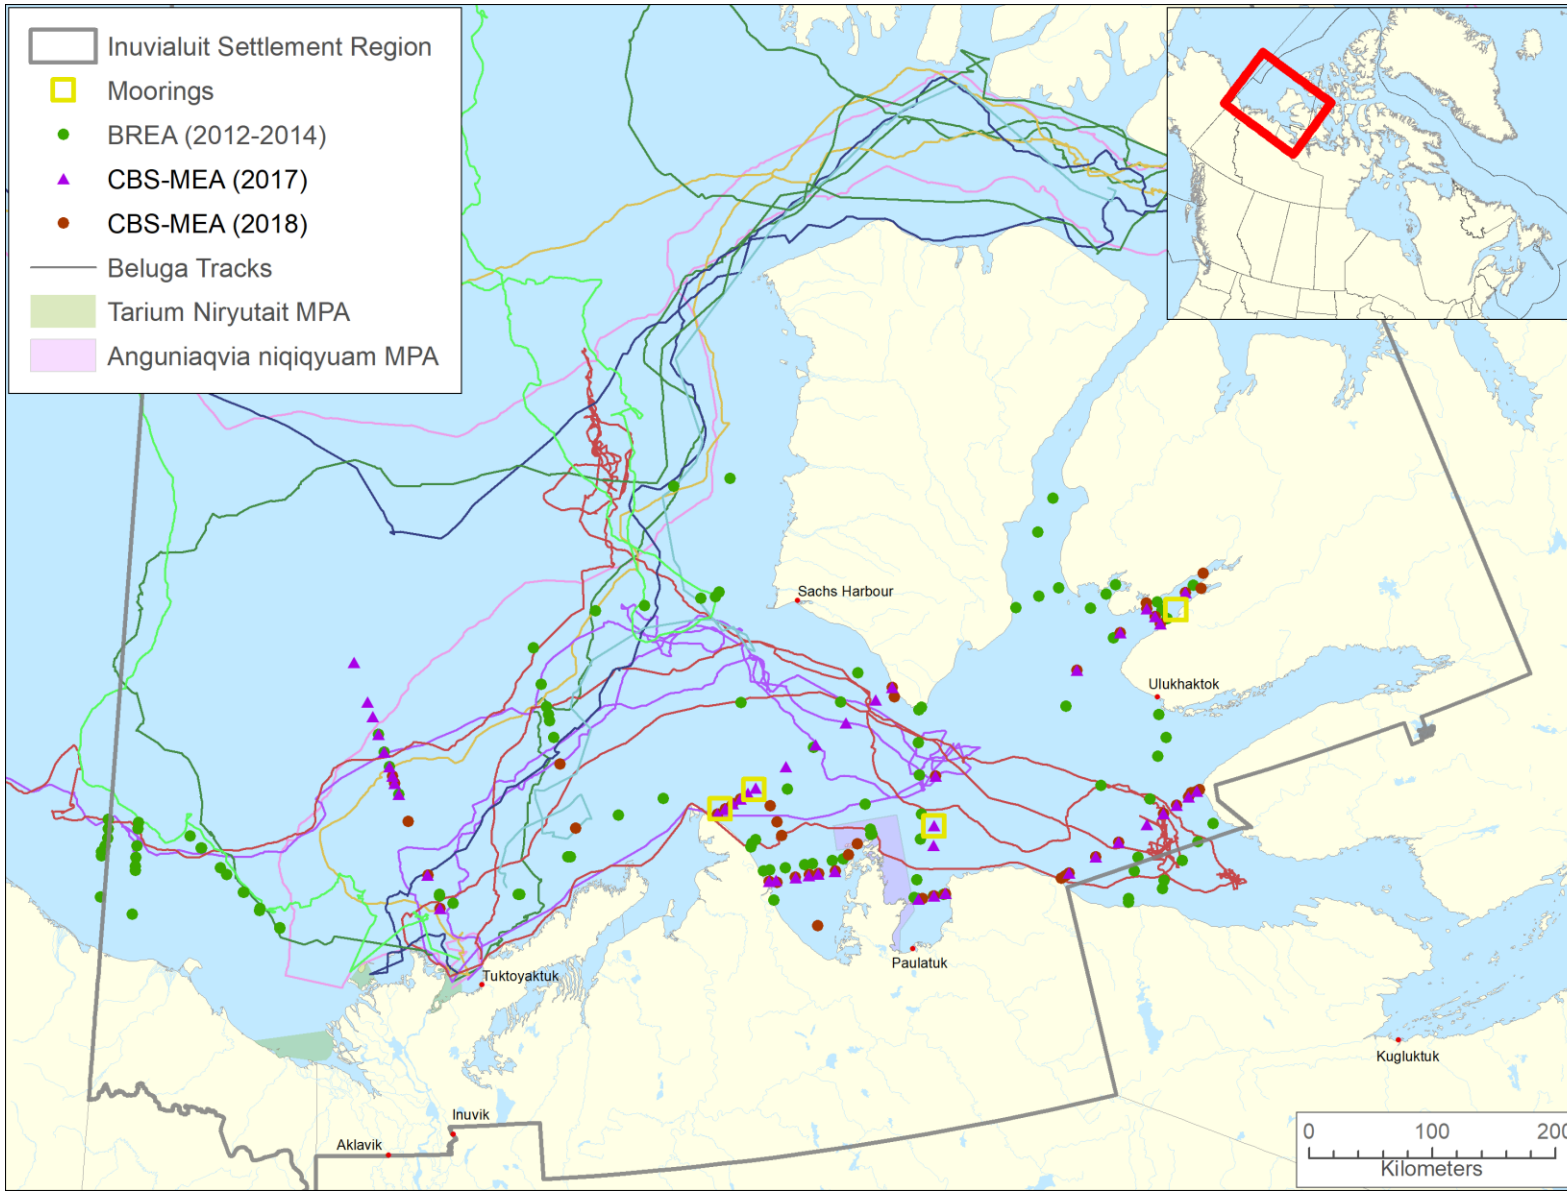 Inuvialuit Settlement Region
Moorings
BREA (2012-2014)
CBS-MEA (2017)
CBS-MEA (2018)
Beluga Tracks
Tarium Niryutait MPA
Anguniaqvia niqiqyuam MPA
Sachs Harbour
Ulukhaktok
Paulatuk
Tuktoyaktuk
Kugluktuk
Inuvik
Aklavik
0 100 200
Kilometers